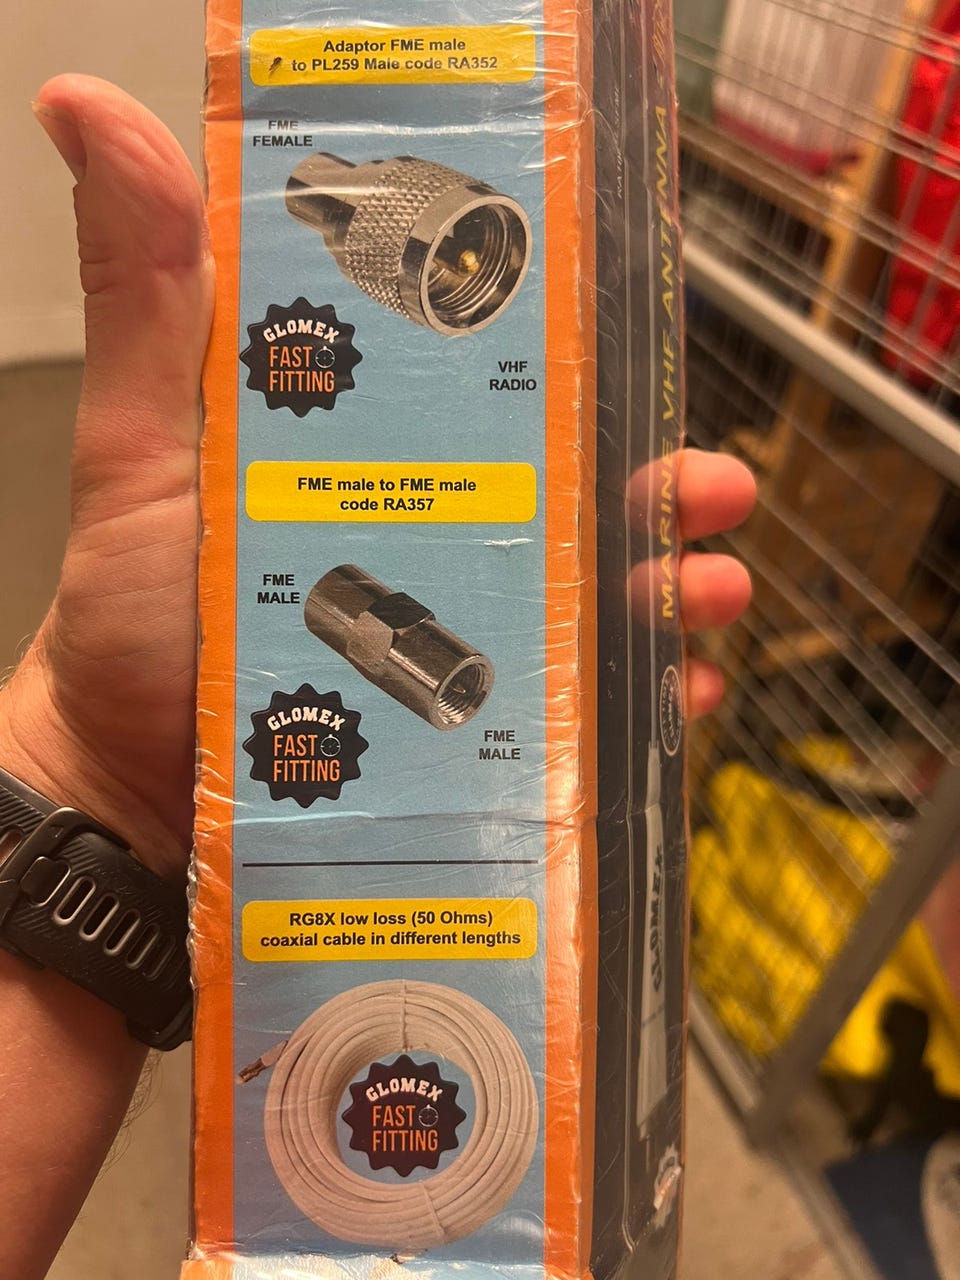 Adaptor FME male
to PL259 Male code RA352
FME
FEMALE
GLOMEX
FAST
FITTING
VHF
RADIO
FME male to FME male
code RA357
FME
MALE
GLOMEX
FAST
FITTING
FME
MALE
RG8X low loss (50 Ohms)
coaxial cable in different lengths
GLOMEX
FAST
FITTING
MARINE VHF ANTENNA
GLOMEX